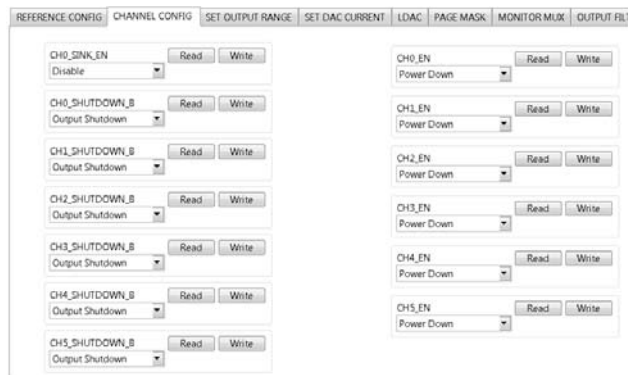 REFERENCE CONFIG CHANNEL CONFIG SET OUTPUT RANGE SET DAC CURRENT LDAC PAGE MASK MONITOR MUX OUTPUT FILT
CH0_SINK_EN Read Write
Disable
CH0_SHUTDOWN_B Read Write
Output Shutdown
CH1_SHUTDOWN_B Read Write
Output Shutdown
CH2_SHUTDOWN_B Read Write
Output Shutdown
CH3_SHUTDOWN_B Read Write
Output Shutdown
CH4_SHUTDOWN_B Read Write
Output Shutdown
CH5_SHUTDOWN_B Read Write
Output Shutdown
CH0_EN Read Write
Power Down
CH1_EN Read Write
Power Down
CH2_EN Read Write
Power Down
CH3_EN Read Write
Power Down
CH4_EN Read Write
Power Down
CH5_EN Read Write
Power Down